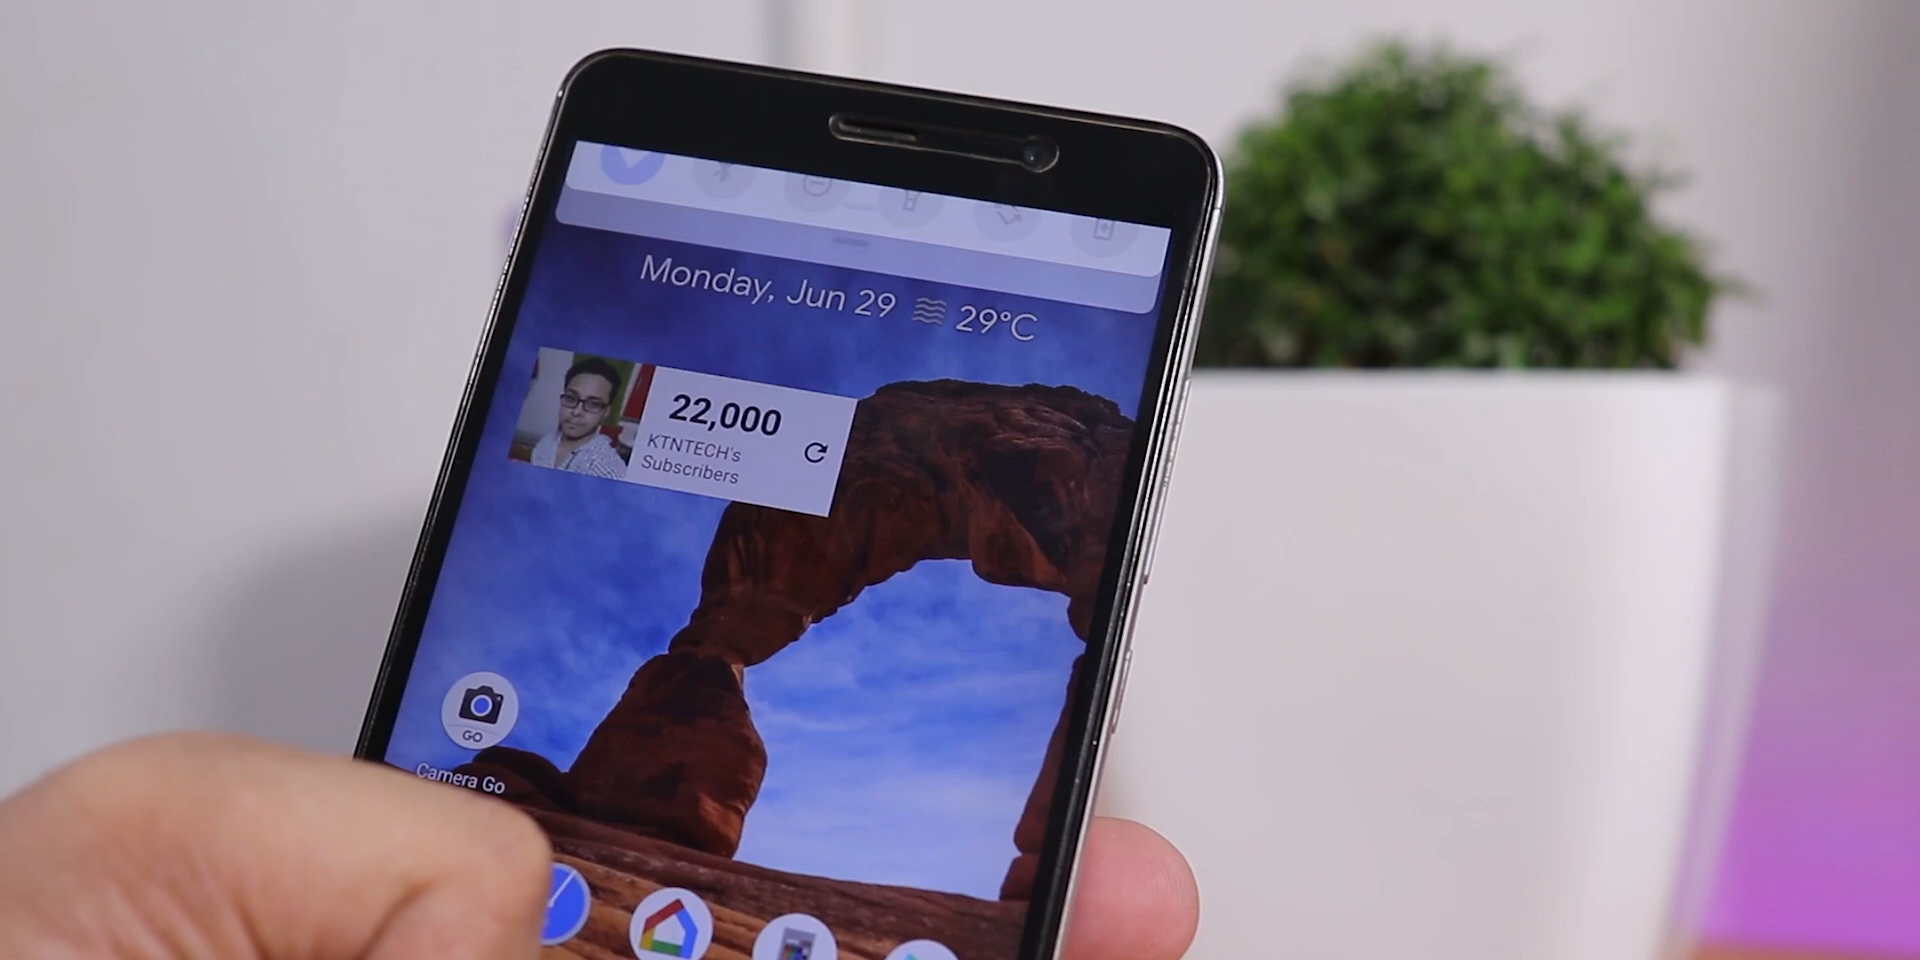 Monday, Jun 29 29°C
22,000
KTNTECH's
Subscribers
GO
Camera Go